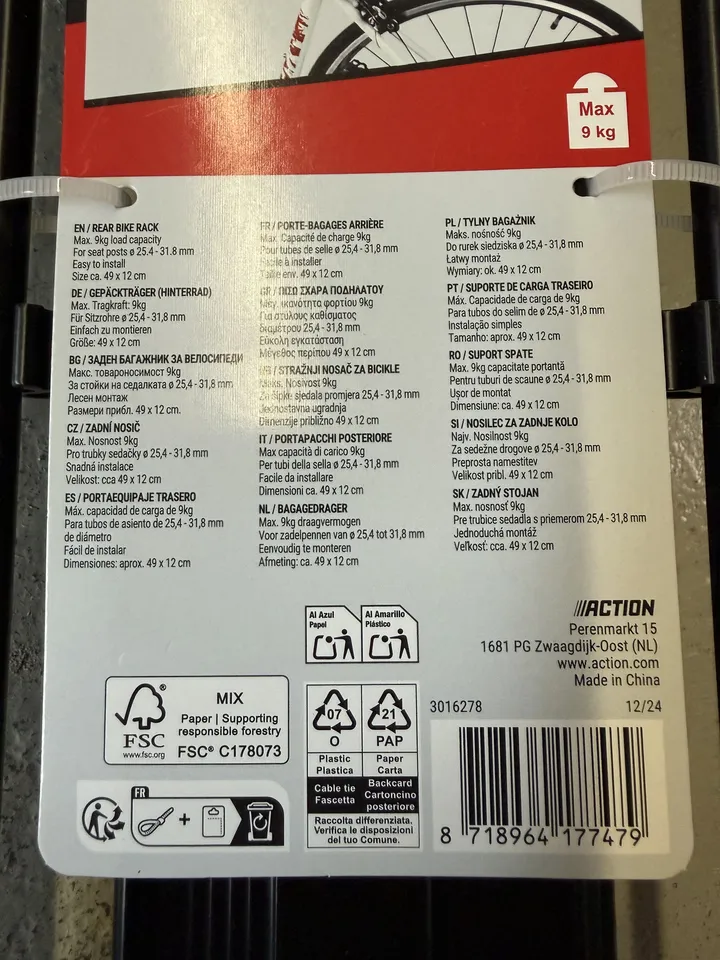 Max
9 kg
EN / REAR BIKE RACK
Max. 9kg load capacity
For seat posts ø 25.4 - 31.8 mm
Easy to install
Size ca. 49 x 12 cm
DE / GEPÄCKTRÄGER (HINTERRAD)
Max. Tragkraft: 9kg
Für Sitzrohre ø 25,4 - 31,8 mm
Einfach zu montieren
Größe: 49 x 12 cm
BG / ЗАДЕН БАГАЖНИК ЗА ВЕЛОСИПЕДИ
Макс. товароносимост 9kg
За стойки на седалката ø 25,4 - 31,8 mm
Лесен монтаж
Размери прибл. 49 x 12 cm.
CZ / ZADNÍ NOSIČ
Max. Nosnost 9kg
Pro trubky sedačky ø 25,4 - 31,8 mm
Snadná instalace
Velikost: cca 49 x 12 cm
ES / PORTAEQUIPAJE TRASERO
Máx. capacidad de carga de 9kg
Para tubos de asiento de 25,4 - 31,8 mm
de diámetro
Fácil de instalar
Dimensiones: aprox. 49 x 12 cm
FR / PORTE-BAGAGES ARRIÈRE
Max. Capacité de charge 9kg
Pour tubes de selle ø 25,4 - 31,8 mm
Facile à installer
Taille env. 49 x 12 cm
GR / ΠΙΣΩ ΣΧΑΡΑ ΠΟΔΗΛΑΤΟΥ
Μεγ. ικανότητα φορτίου 9kg
Για στύλους καθίσματος
διαμέτρου 25,4 - 31,8 mm
Εύκολη εγκατάσταση
Μέγεθος περίπου 49 x 12 cm
/ STRAŽNJI NOSAČ ZA BICIKLE
Maks. Nosivost 9kg
Za šipke sjedala promjera 25,4 - 31,8 mm
Jednostavna ugradnja
Dimenzije približno 49 x 12 cm
IT / PORTAPACCHI POSTERIORE
Max capacità di carico 9kg
Per tubi della sella ø 25,4 - 31,8 mm
Facile da installare
Dimensioni ca. 49 x 12 cm
NL / BAGAGEDRAGER
Max. 9kg draagvermogen
Voor zadelpennen van ø 25,4 tot 31,8 mm
Eenvoudig te monteren
Afmeting: ca. 49 x 12 cm
PL / TYLNY BAGAŻNIK
Maks. nośność 9kg
Do rurek siedziska ø 25,4 - 31,8 mm
Łatwy montaż
Wymiary: ok. 49 x 12 cm
PT / SUPORTE DE CARGA TRASEIRO
Máx. Capacidade de carga de 9kg
Para tubos do selim de ø 25,4 - 31,8 mm
Instalação simples
Tamanho: aprox. 49 x 12 cm
RO / SUPORT SPATE
Max. 9kg capacitate portantă
Pentru tuburi de scaune ø 25,4 - 31,8 mm
Ușor de montat
Dimensiune: ca. 49 x 12 cm
SI / NOSILEC ZA ZADNJE KOLO
Najv. Nosilnost 9kg
Za sedežne drogove ø 25,4 - 31,8 mm
Preprosta namestitev
Velikost pribl. 49 x 12 cm
SK / ZADNÝ STOJAN
Max. nosnosť 9kg
Pre trubice sedadla s priemerom 25,4 - 31,8 mm
Jednoduchá montáž
Veľkosť: cca. 49 x 12 cm
Al Azul
Papel
Al Amarillo
Plástico
///ACTION
Perenmarkt 15
1681 PG Zwaagdijk-Oost (NL)
www.action.com
Made in China
FSC®
www.fsc.org
MIX
Paper | Supporting
responsible forestry
FSC® C178073
07
O
21
PAP
Plastic
Plastica
Paper
Carta
Cable tie
Fascetta
Backcard
Cartoncino
posteriore
Raccolta differenziata.
Verifica le disposizioni
del tuo Comune.
FR
+
3016278
12/24
8 718964 177479